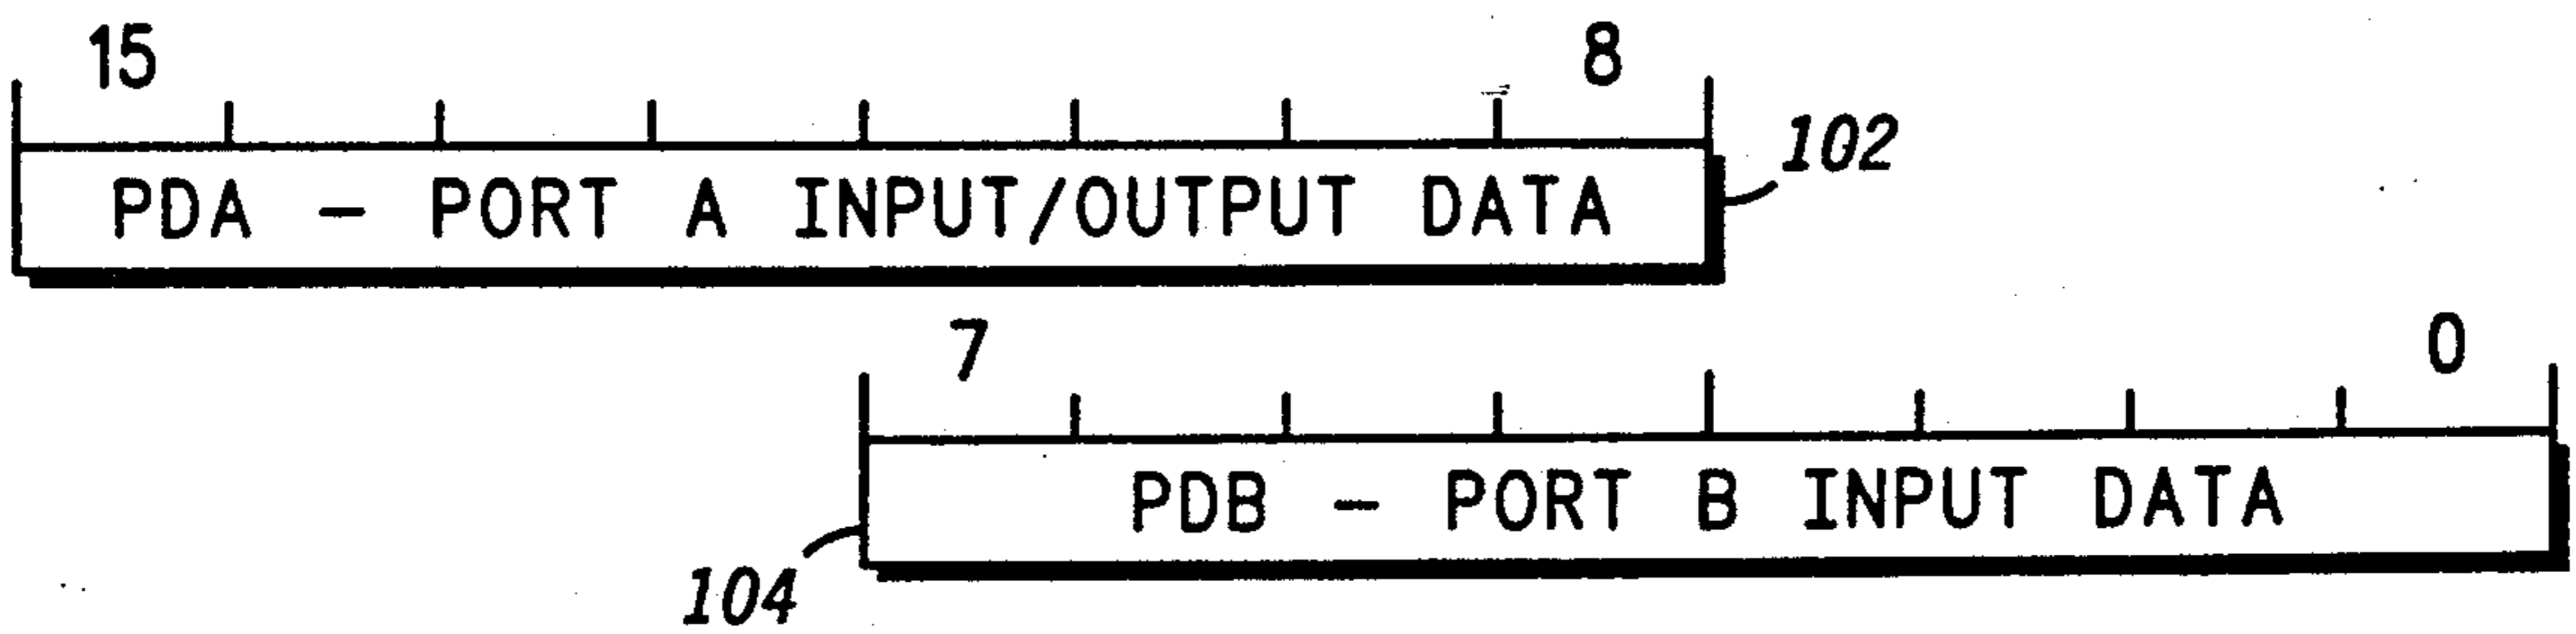 15 8
PDA – PORT A INPUT/OUTPUT DATA
102
7 0
PDB – PORT B INPUT DATA
104